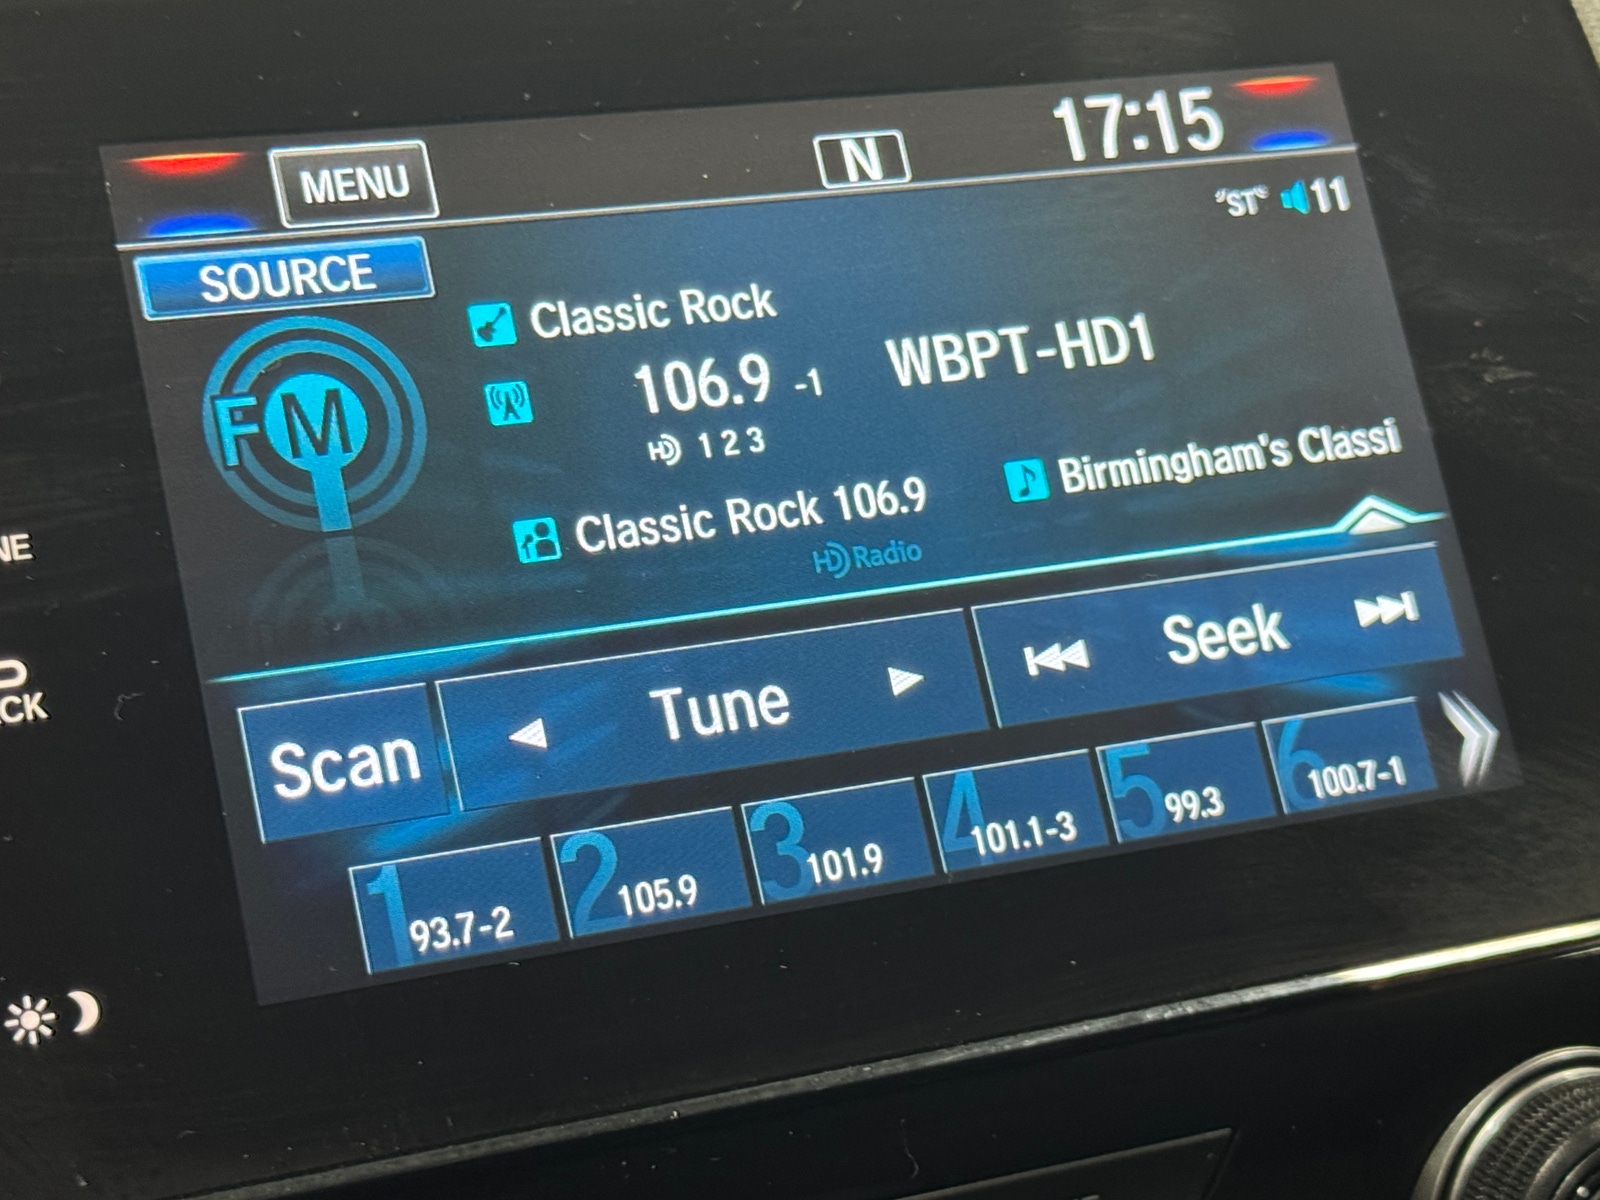 MENU
N
17:15
"ST" 11
SOURCE
FM
Classic Rock
106.9 -1
WBPT-HD1
HD 1 2 3
Classic Rock 106.9
Birmingham's Classi
HD Radio
Scan
Tune
Seek
1 93.7-2
2 105.9
3 101.9
4 101.1-3
5 99.3
6 100.7-1